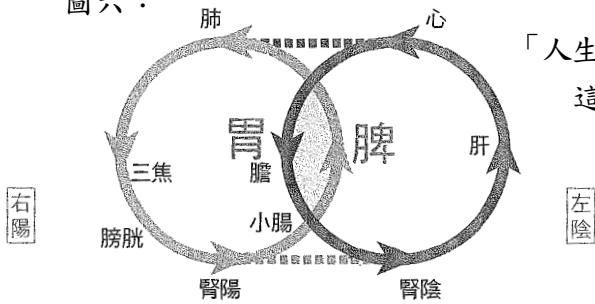 圖六：
肺
心
「人生
這
胃
脾
肝
三焦
膽
右陽
左陰
小腸
膀胱
腎陽
腎陰